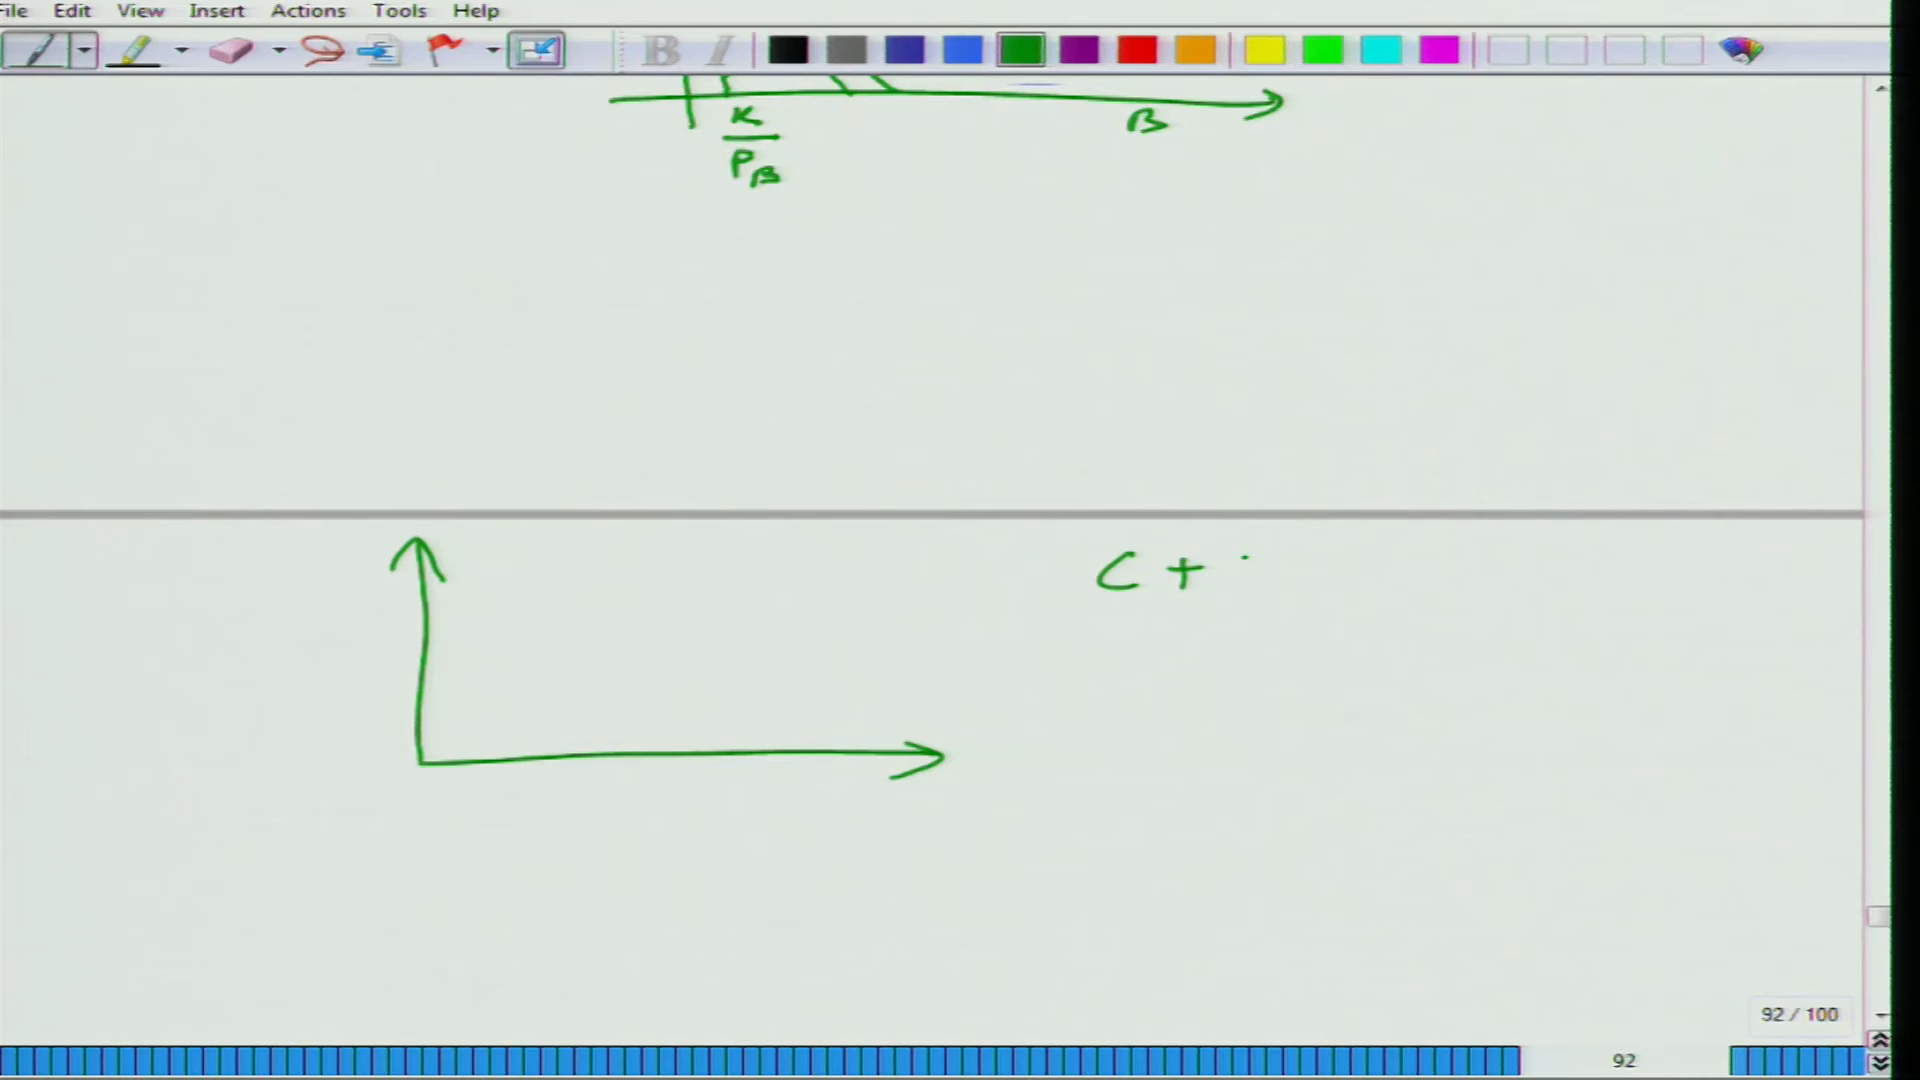 File Edit View Insert Actions Tools Help
B I
K
B
P_B
C +
92 / 100
92